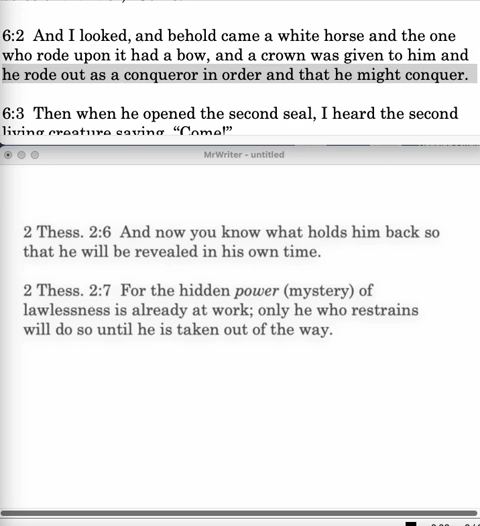 6:2 And I looked, and behold came a white horse and the one
who rode upon it had a bow, and a crown was given to him and
he rode out as a conqueror in order and that he might conquer.
6:3 Then when he opened the second seal, I heard the second
living creature saying, “Come!”
MrWriter - untitled
2 Thess. 2:6 And now you know what holds him back so
that he will be revealed in his own time.
2 Thess. 2:7 For the hidden power (mystery) of
lawlessness is already at work; only he who restrains
will do so until he is taken out of the way.